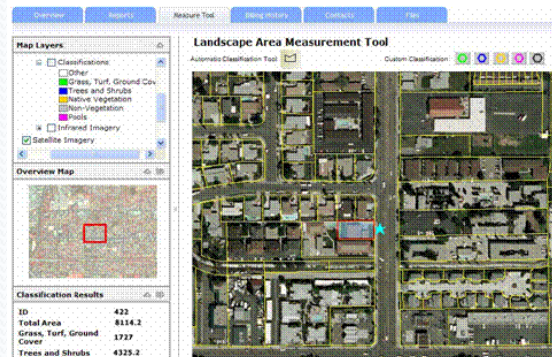 Overview Reports Measure Tool Billing History Contacts Files
Map Layers
Landscape Area Measurement Tool
Automatic Classification Tool
Custom Classification
Classifications
Other
Grass, Turf, Ground Cov
Trees and Shrubs
Native Vegetation
Non-Vegetation
Pools
Infrared Imagery
Satellite Imagery
Overview Map
Classification Results
ID 422
Total Area 8114.2
Grass, Turf, Ground
Cover 1727
Trees and Shrubs 4325.2